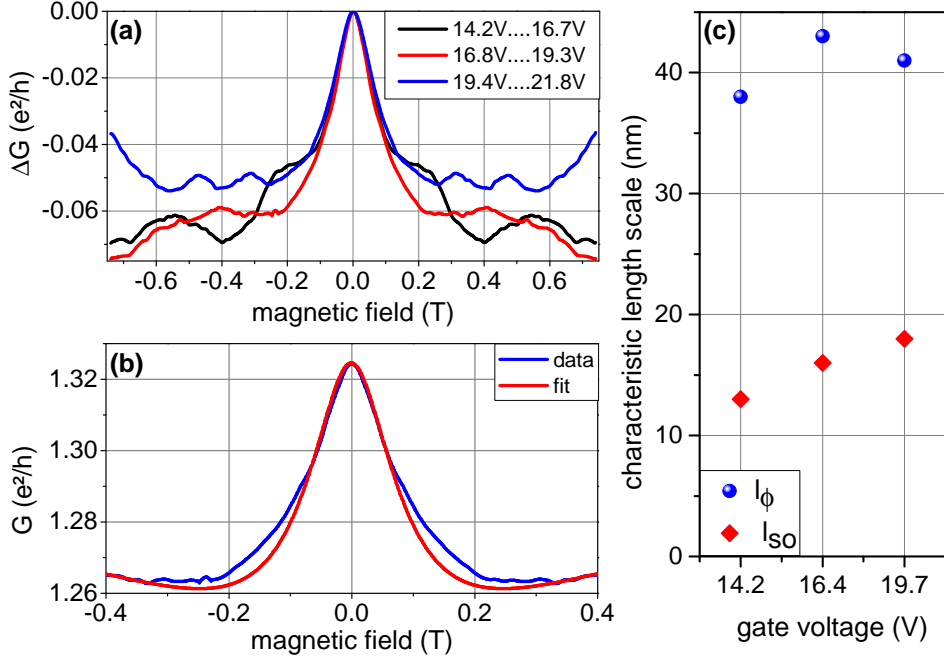 (a)
14.2V....16.7V
16.8V....19.3V
19.4V....21.8V
0.00
-0.02
-0.04
-0.06
ΔG (e²/h)
-0.6 -0.4 -0.2 0.0 0.2 0.4 0.6
magnetic field (T)
(b)
data
fit
1.32
1.30
1.28
1.26
G (e²/h)
-0.4 -0.2 0.0 0.2 0.4
magnetic field (T)
(c)
40
30
20
10
0
characteristic length scale (nm)
lϕ
lSO
14.2 16.4 19.7
gate voltage (V)